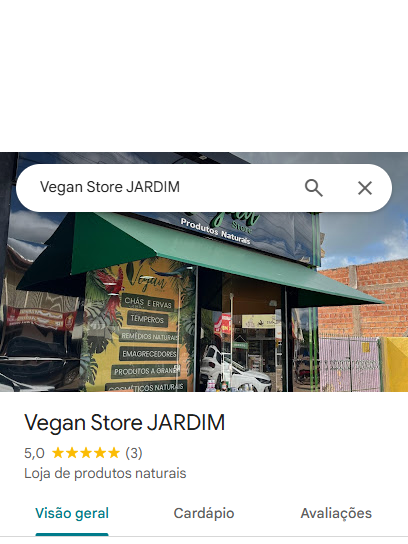 Vegan Store JARDIM
Store
Produtos Naturais
Vegan
CHÁS E ERVAS
TEMPEROS
REMÉDIOS NATURAIS
EMAGRECEDORES
PRODUTOS A GRANEL
COSMÉTICOS NATURAIS
Vegan Store JARDIM
5,0 ★★★★★ (3)
Loja de produtos naturais
Visão geral
Cardápio
Avaliações